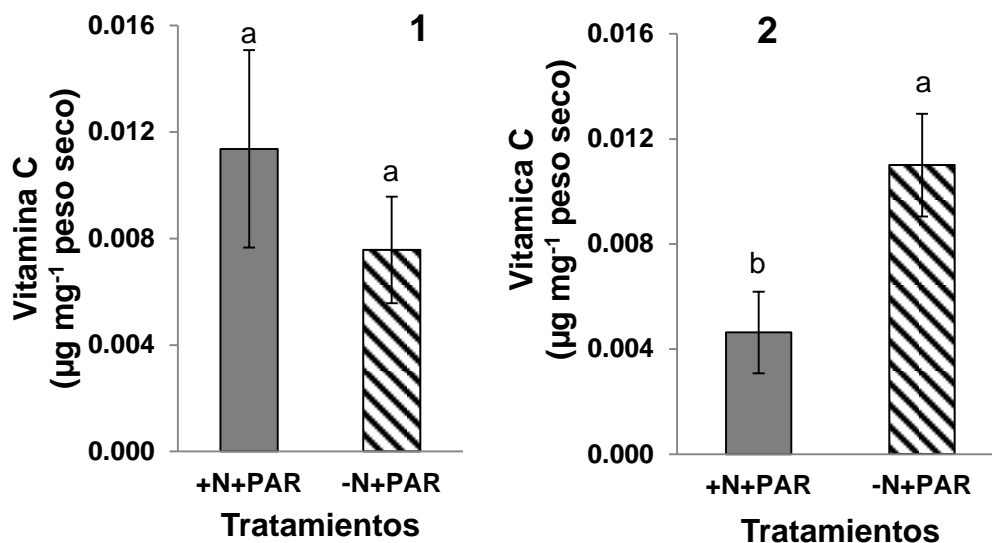 1
Vitamina C
(µg mg⁻¹ peso seco)
0.016
0.012
0.008
0.004
0.000
a
a
+N+PAR
-N+PAR
Tratamientos
2
Vitamica C
(µg mg⁻¹ peso seco)
0.016
0.012
0.008
0.004
0.000
b
a
+N+PAR
-N+PAR
Tratamientos